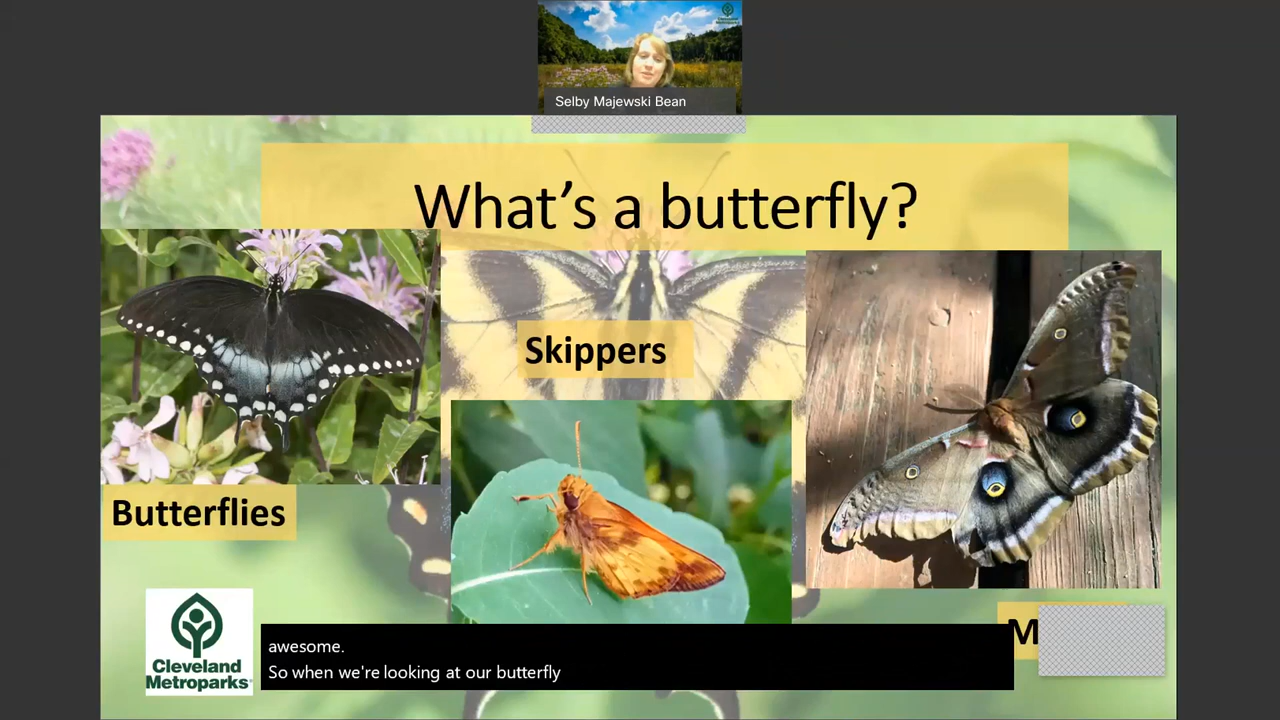 Selby Majewski Bean
What's a butterfly?
Skippers
Butterflies
M
Cleveland
Metroparks
awesome.
So when we're looking at our butterfly